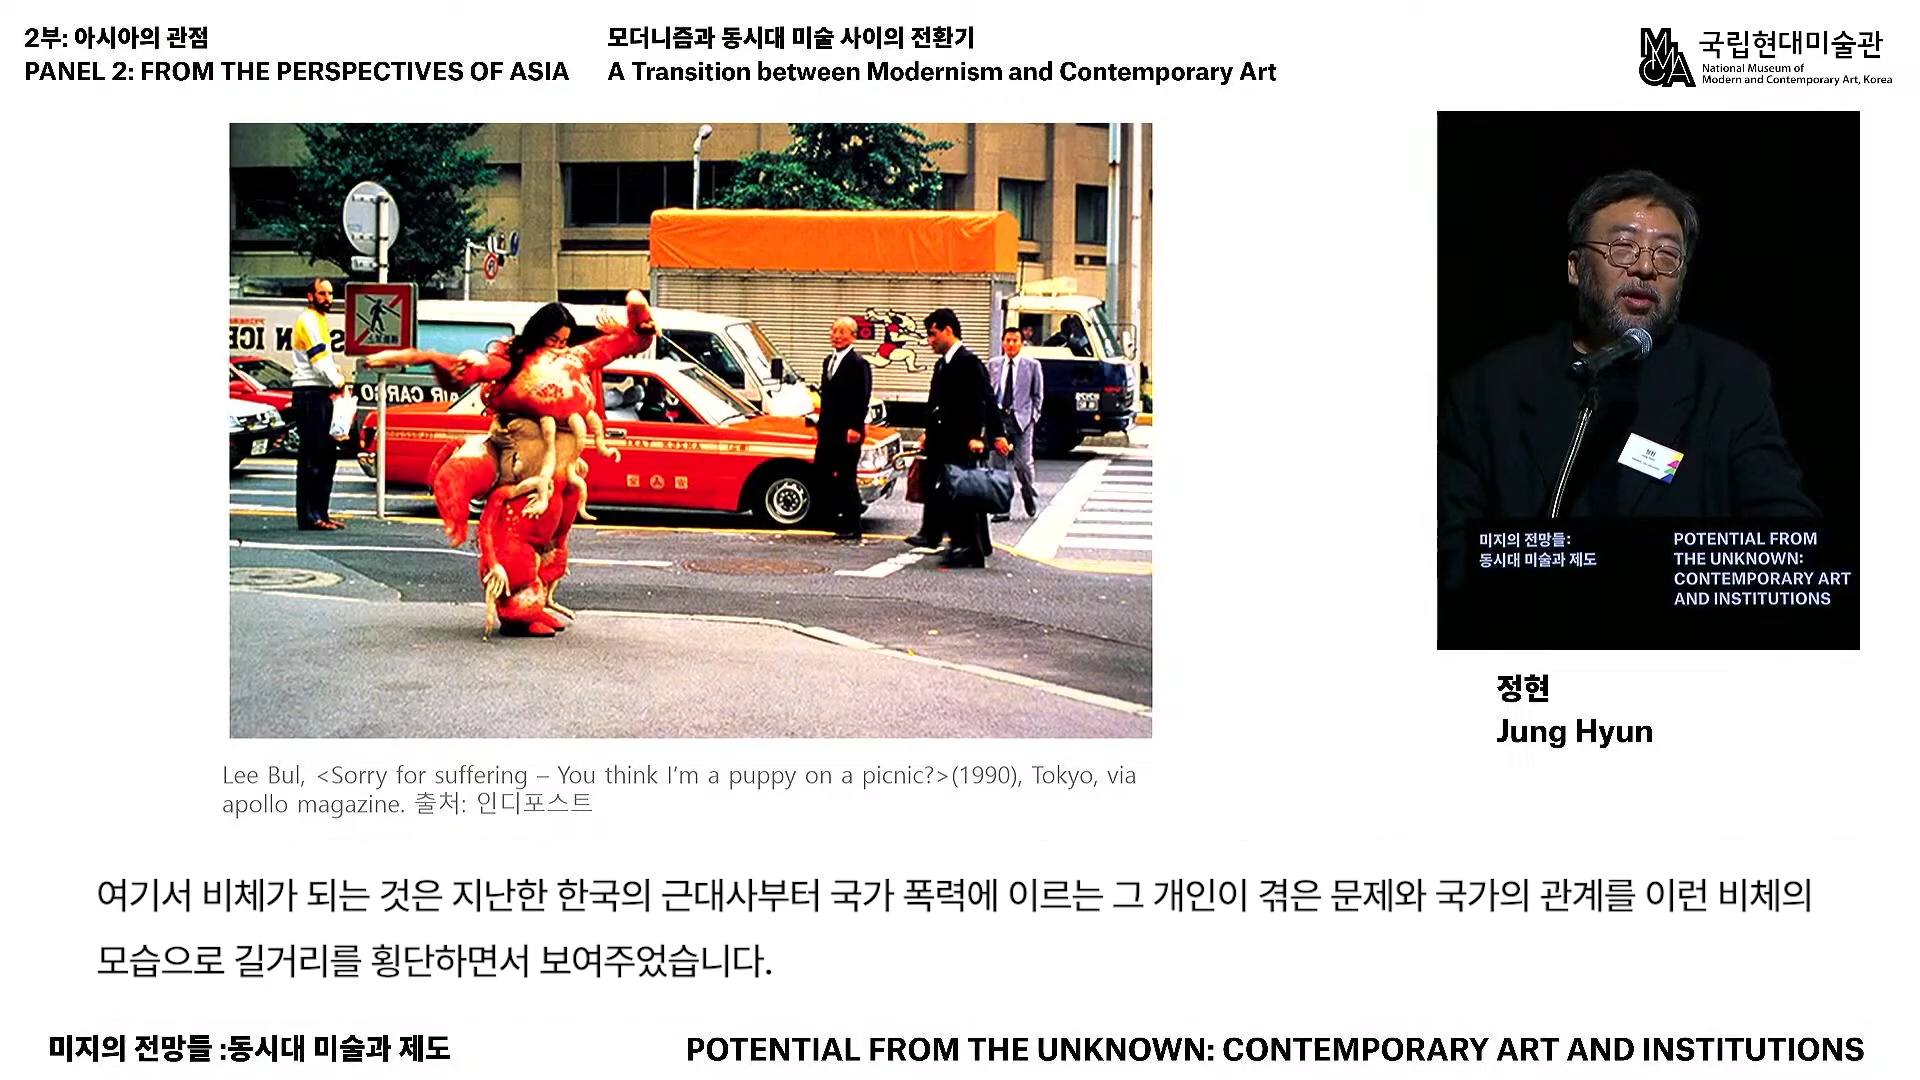 2부: 아시아의 관점
PANEL 2: FROM THE PERSPECTIVES OF ASIA
모더니즘과 동시대 미술 사이의 전환기
A Transition between Modernism and Contemporary Art
MMCA
국립현대미술관
National Museum of
Modern and Contemporary Art, Korea
AIR CARGO
미지의 전망들:
동시대 미술과 제도
POTENTIAL FROM
THE UNKNOWN:
CONTEMPORARY ART
AND INSTITUTIONS
정현
Jung Hyun
Lee Bul, <Sorry for suffering – You think I'm a puppy on a picnic?>(1990), Tokyo, via
apollo magazine. 출처: 인디포스트
여기서 비체가 되는 것은 지난한 한국의 근대사부터 국가 폭력에 이르는 그 개인이 겪은 문제와 국가의 관계를 이런 비체의
모습으로 길거리를 횡단하면서 보여주었습니다.
미지의 전망들 :동시대 미술과 제도
POTENTIAL FROM THE UNKNOWN: CONTEMPORARY ART AND INSTITUTIONS